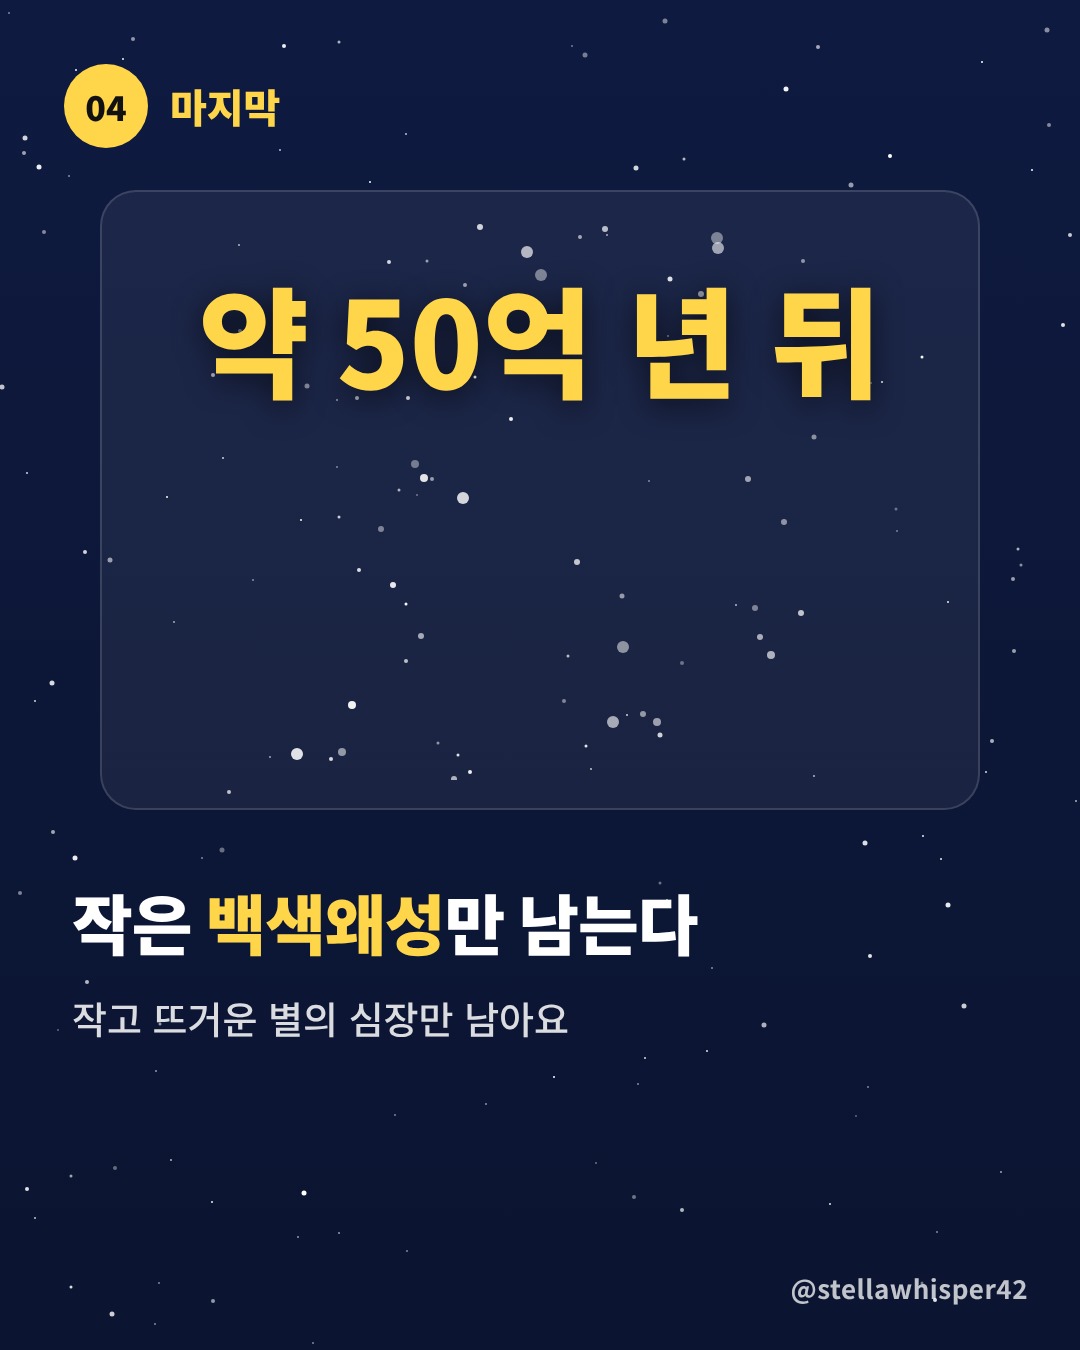 04 마지막
약 50억 년 뒤
작은 백색왜성만 남는다
작고 뜨거운 별의 심장만 남아요
@stellawhisper42